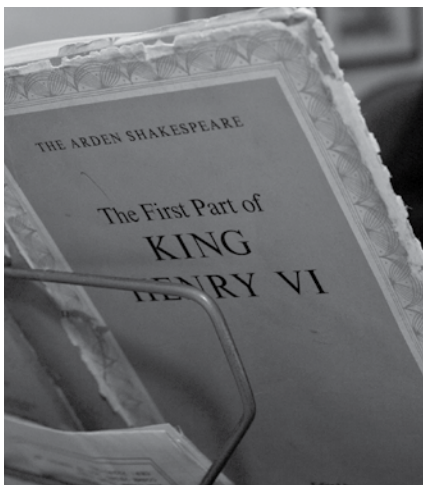 THE ARDEN SHAKESPEARE
The First Part of
KING
HENRY VI